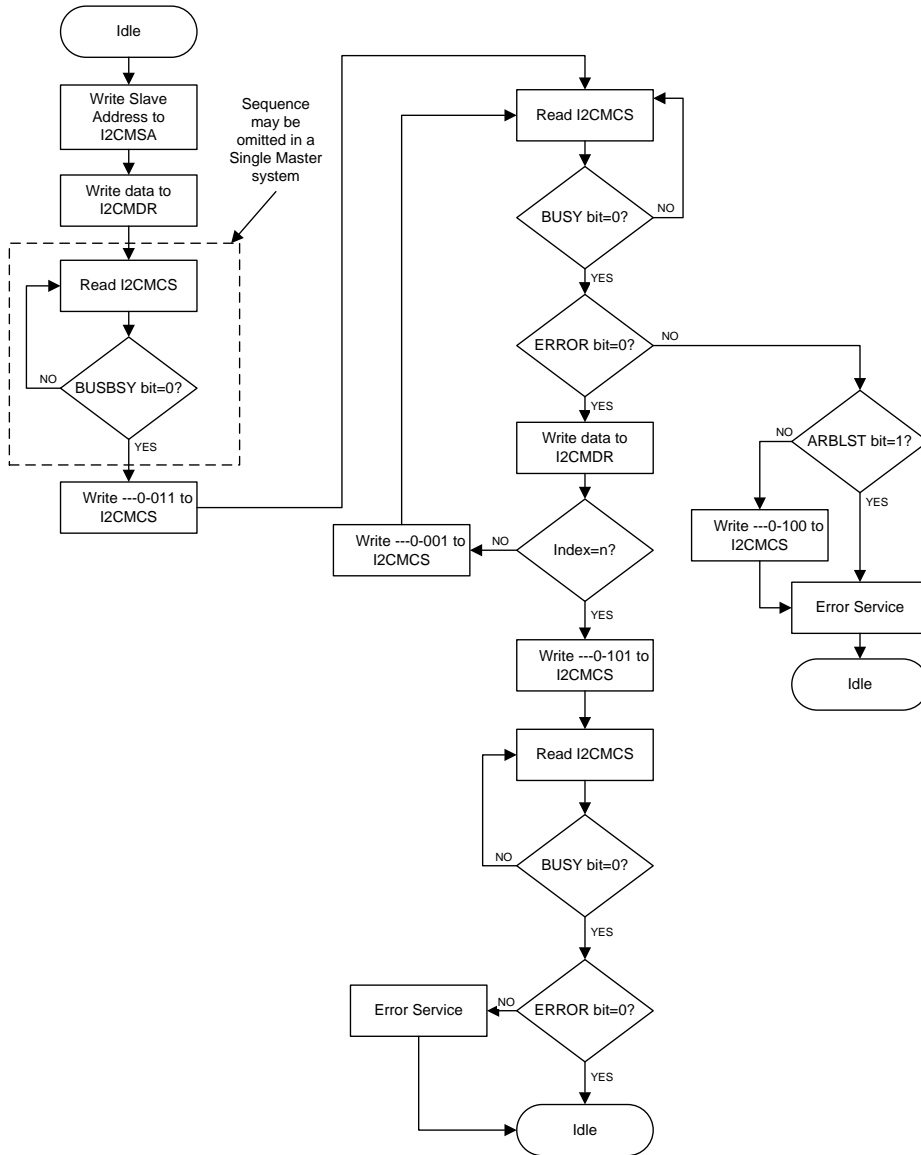 Idle
Write Slave
Address to
I2CMSA
Sequence
may be
omitted in a
Single Master
system
Write data to
I2CMDR
Read I2CMCS
BUSBSY bit=0?
NO
YES
Write ---0-011 to
I2CMCS
Read I2CMCS
BUSY bit=0?
NO
YES
ERROR bit=0?
NO
YES
Write data to
I2CMDR
ARBLST bit=1?
NO
YES
Write ---0-100 to
I2CMCS
Error Service
Idle
Index=n?
NO
Write ---0-001 to
I2CMCS
YES
Write ---0-101 to
I2CMCS
Read I2CMCS
BUSY bit=0?
NO
YES
ERROR bit=0?
NO
Error Service
YES
Idle